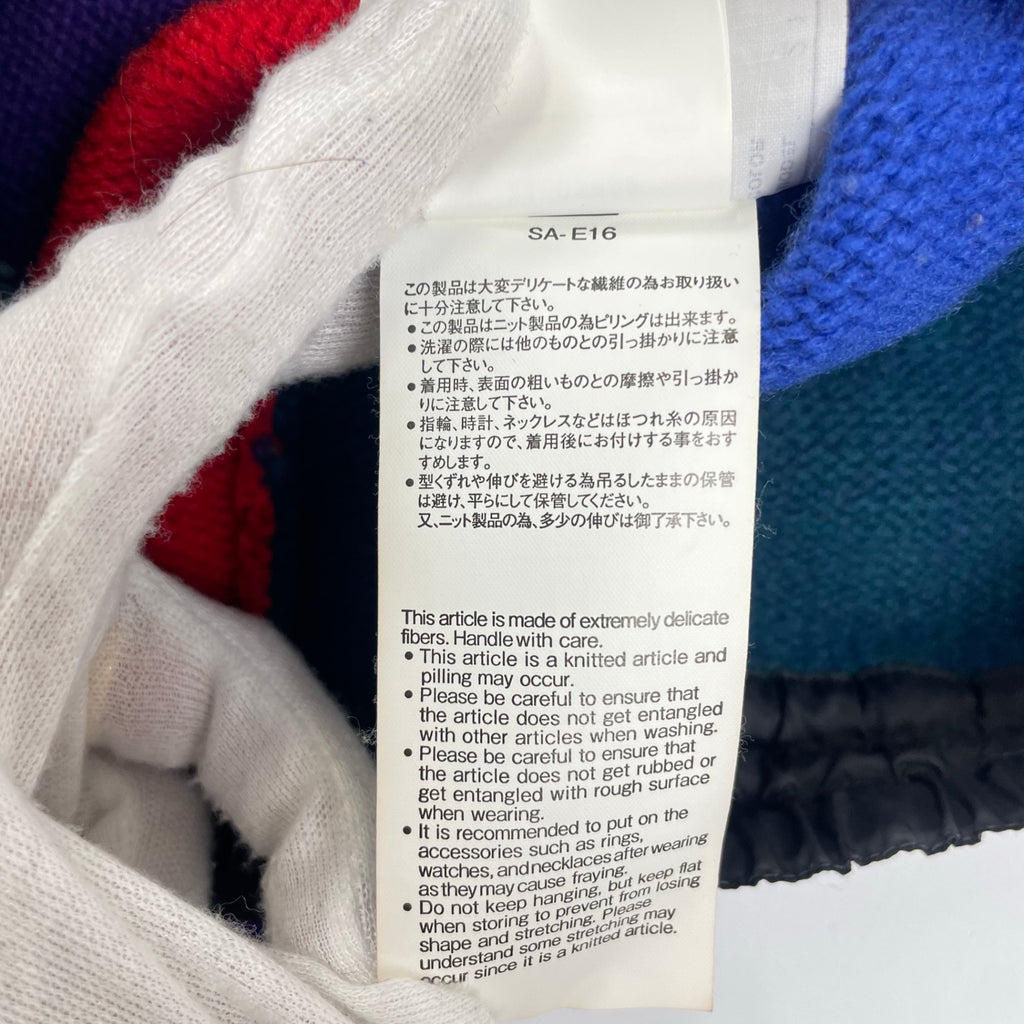 SA-E16
この製品は大変デリケートな繊維の為お取り扱い
に十分注意して下さい。
●この製品はニット製品の為ピリングは出来ます。
●洗濯の際には他のものとの引っ掛かりに注意
して下さい。
●着用時、表面の粗いものとの摩擦や引っ掛か
りに注意して下さい。
●指輪、時計、ネックレスなどはほつれ糸の原因
になりますので、着用後にお付けする事をおす
すめします。
●型くずれや伸びを避ける為吊るしたままの保管
は避け、平らにして保管してください。
又、ニット製品の為、多少の伸びは御了承下さい。
This article is made of extremely delicate
fibers. Handle with care.
●This article is a knitted article and
pilling may occur.
●Please be careful to ensure that
the article does not get entangled
with other articles when washing.
●Please be careful to ensure that
the article does not get rubbed or
get entangled with rough surface
when wearing.
●It is recommended to put on the
accessories such as rings,
watches, and necklaces after wearing
as they may cause fraying.
●Do not keep hanging, but keep flat
when storing to prevent from losing
shape and stretching. Please
understand some stretching may
occur since it is a knitted article.